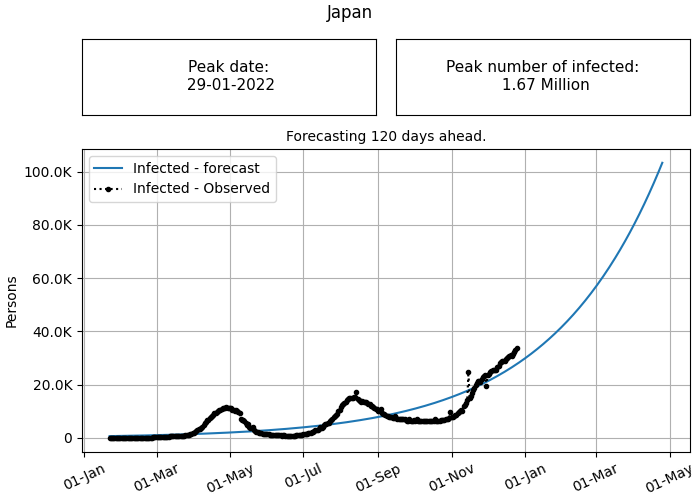 Japan
Peak date:
29-01-2022
Peak number of infected:
1.67 Million
Forecasting 120 days ahead.
Infected - forecast
Infected - Observed
100.0K
80.0K
60.0K
40.0K
20.0K
0
Persons
01-Jan
01-Mar
01-May
01-Jul
01-Sep
01-Nov
01-Jan
01-Mar
01-May